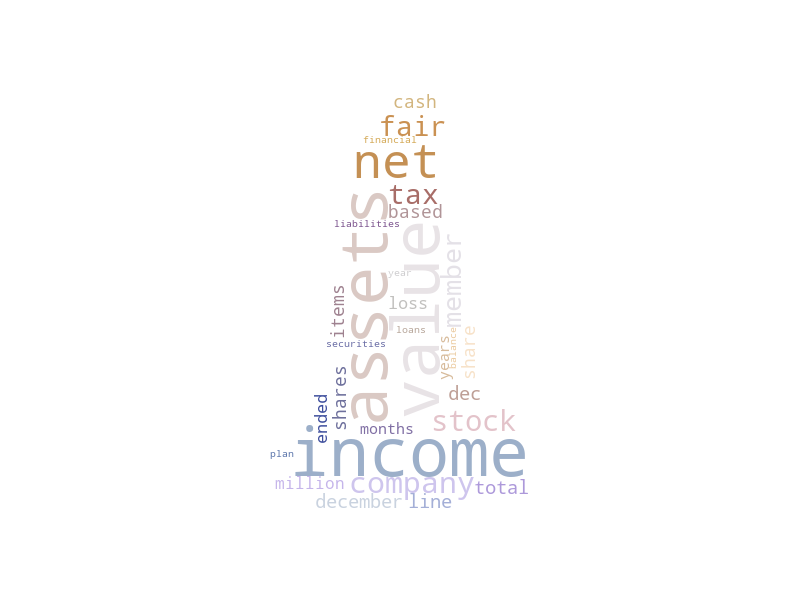 cash
fair
financial
net
tax
assets
based
liabilities
value
member
year
items
loss
loans
securities
share
balance
years
shares
dec
ended
stock
months
income
plan
company
million
total
december
line